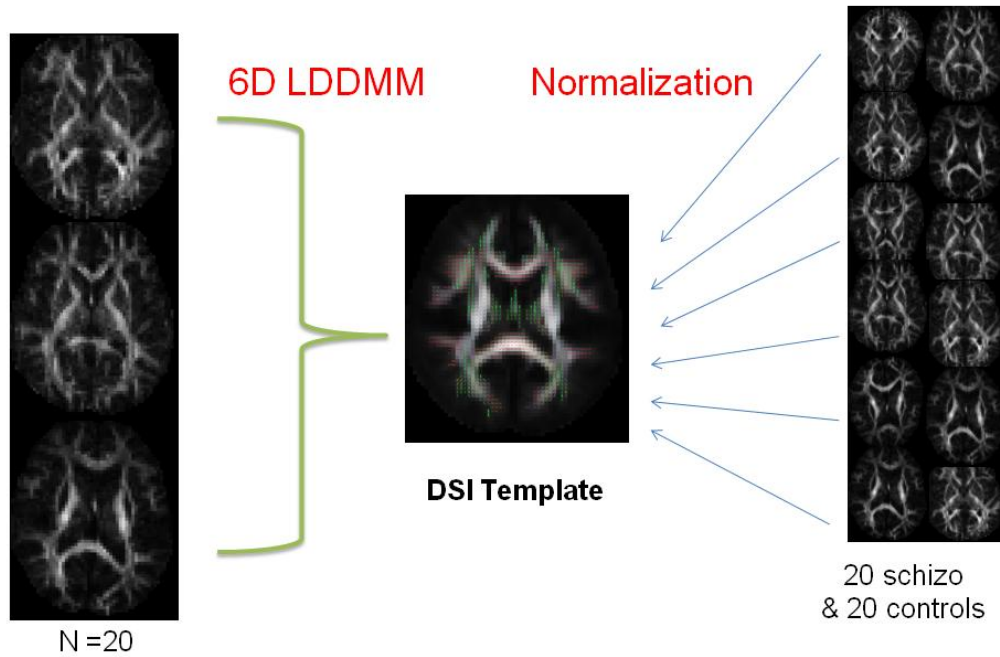 6D LDDMM
Normalization
DSI Template
N =20
20 schizo
& 20 controls